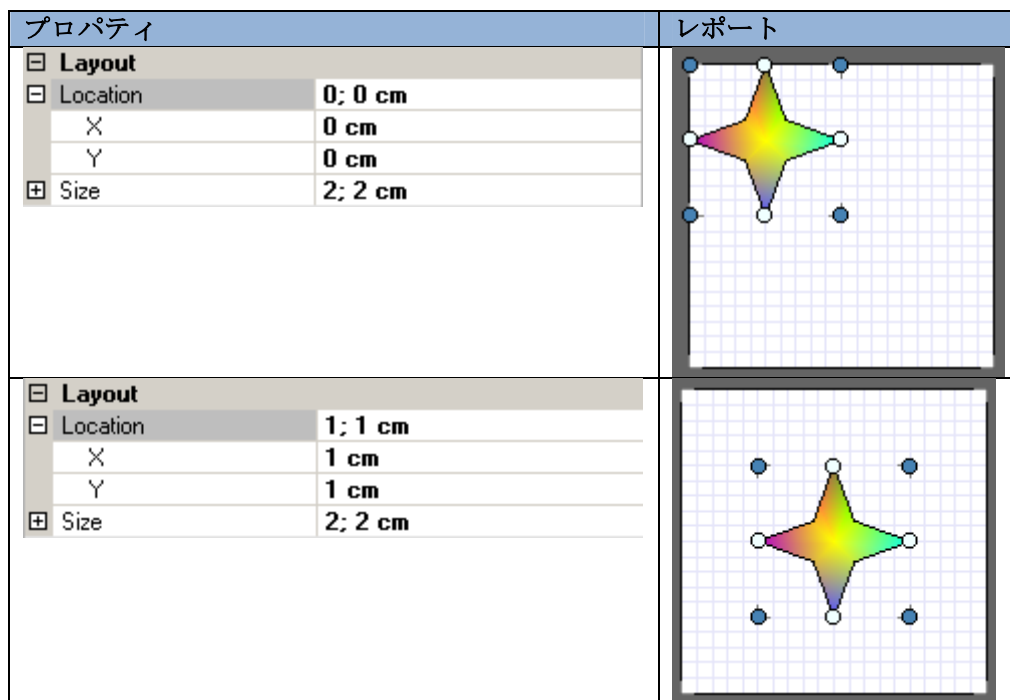 プロパティ レポート
Layout
Location 0; 0 cm
X 0 cm
Y 0 cm
Size 2; 2 cm
Layout
Location 1; 1 cm
X 1 cm
Y 1 cm
Size 2; 2 cm